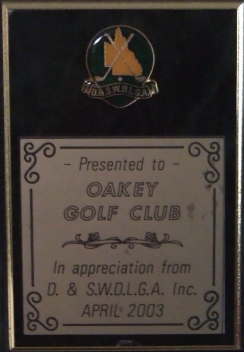 D.&S.W.D.L.G.A.
- Presented to -
OAKEY
GOLF CLUB
In appreciation from
D. & S.W.D.L.G.A. Inc.
APRIL 2003